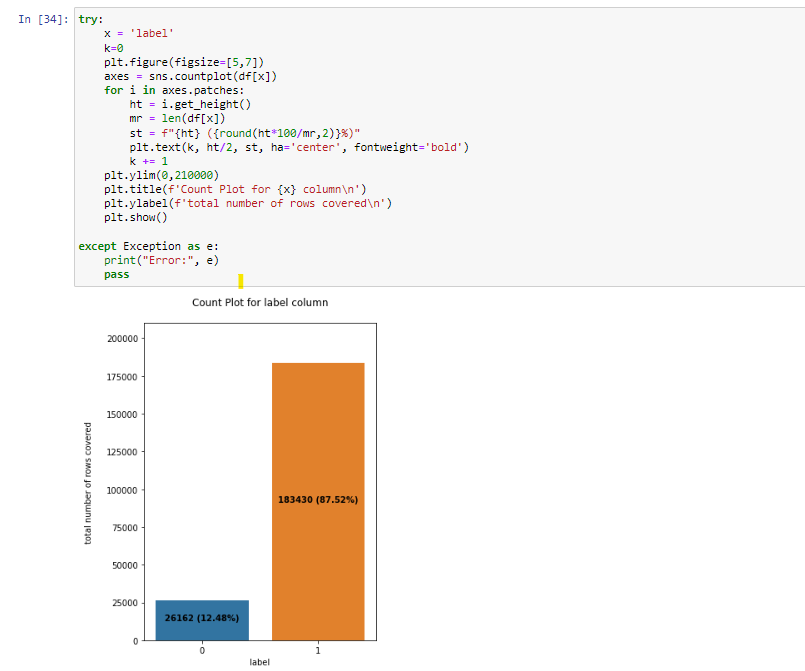 In [34]: try:
x = 'label'
k=0
plt.figure(figsize=[5,7])
axes = sns.countplot(df[x])
for i in axes.patches:
ht = i.get_height()
mr = len(df[x])
st = f"{ht} ({round(ht*100/mr,2)}%)"
plt.text(k, ht/2, st, ha='center', fontweight='bold')
k += 1
plt.ylim(0,210000)
plt.title(f'Count Plot for {x} column\n')
plt.ylabel(f'total number of rows covered\n')
plt.show()
except Exception as e:
print("Error:", e)
pass
Count Plot for label column
200000
175000
150000
125000
100000
75000
50000
25000
0
total number of rows covered
183430 (87.52%)
26162 (12.48%)
0 1
label